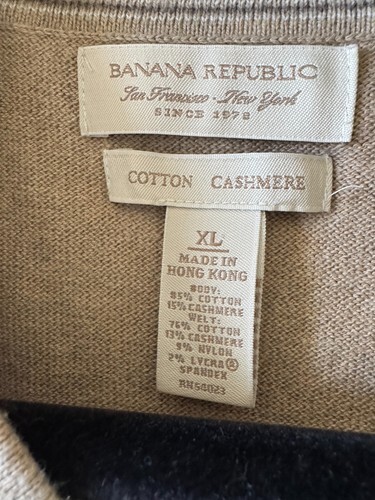 BANANA REPUBLIC
San Francisco - New York
SINCE 1978
COTTON CASHMERE
XL
MADE IN
HONG KONG
BODY:
85% COTTON
15% CASHMERE
WELT:
76% COTTON
13% CASHMERE
9% NYLON
2% LYCRA®
SPANDEX
RN54023